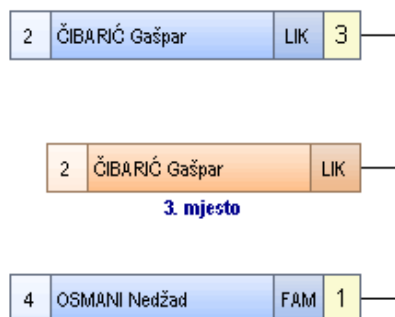 2 ČIBARIĆ Gašpar LIK 3
2 ČIBARIĆ Gašpar LIK
3. mjesto
4 OSMANI Nedžad FAM 1